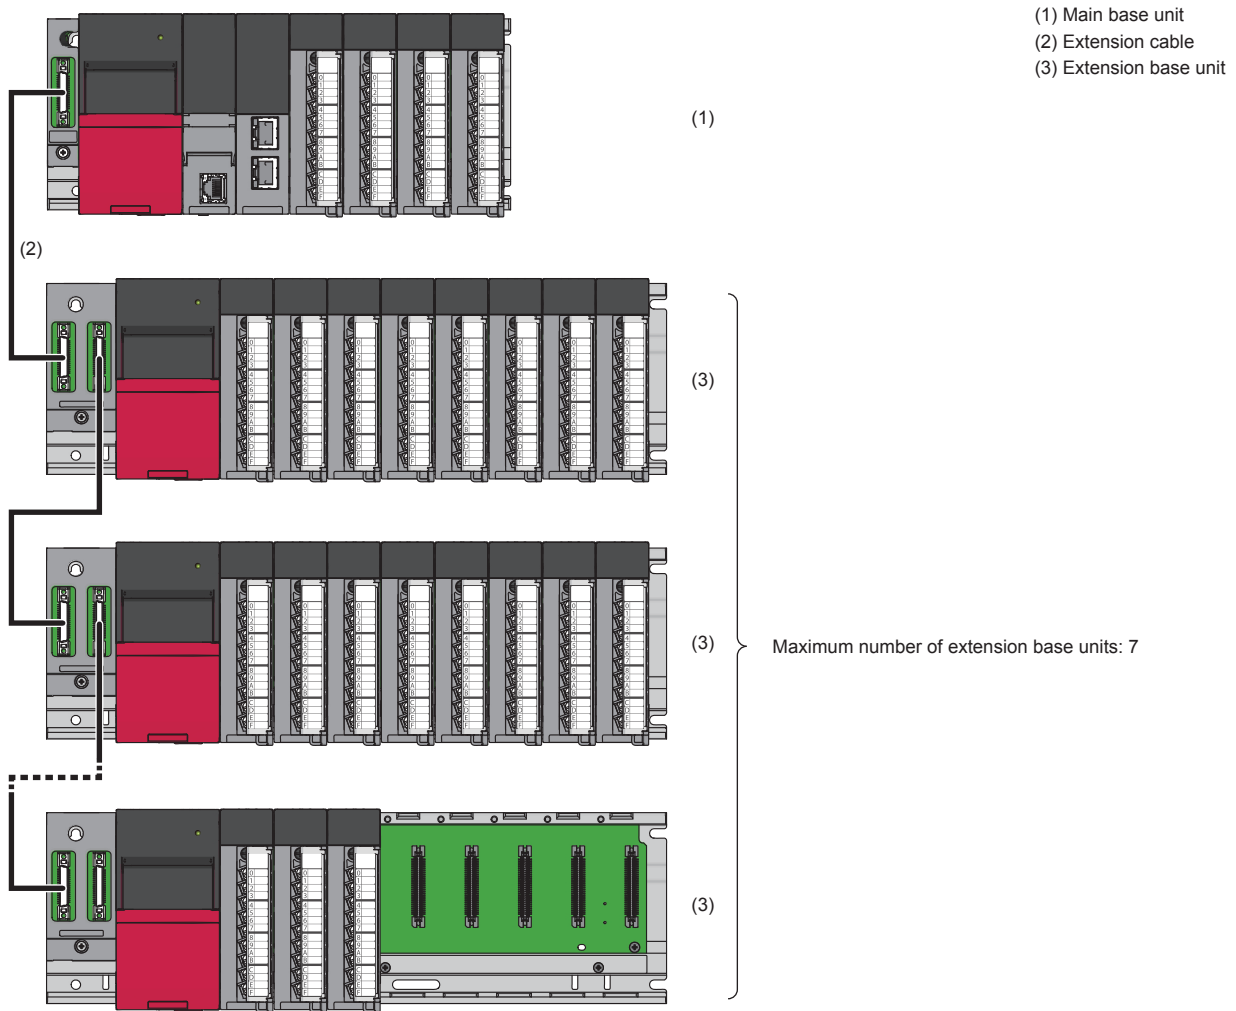 (1) Main base unit
(2) Extension cable
(3) Extension base unit
(1)
(2)
(3)
(3)
Maximum number of extension base units: 7
(3)